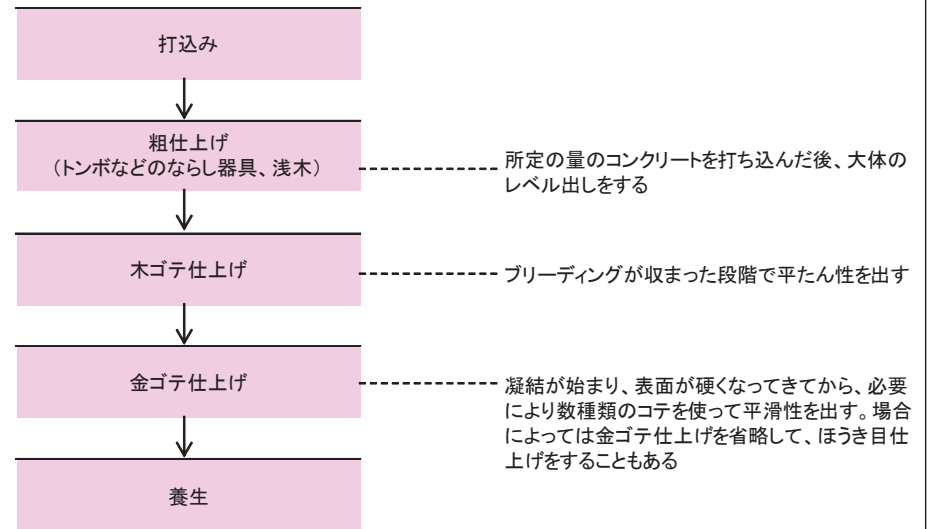 打込み
粗仕上げ
(トンボなどのならし器具、浅木)
所定の量のコンクリートを打ち込んだ後、大体の
レベル出しをする
木ゴテ仕上げ
ブリーディングが収まった段階で平たん性を出す
金ゴテ仕上げ
凝結が始まり、表面が硬くなってきてから、必要
により数種類のコテを使って平滑性を出す。場合
によっては金ゴテ仕上げを省略して、ほうき目仕
上げをすることもある
養生